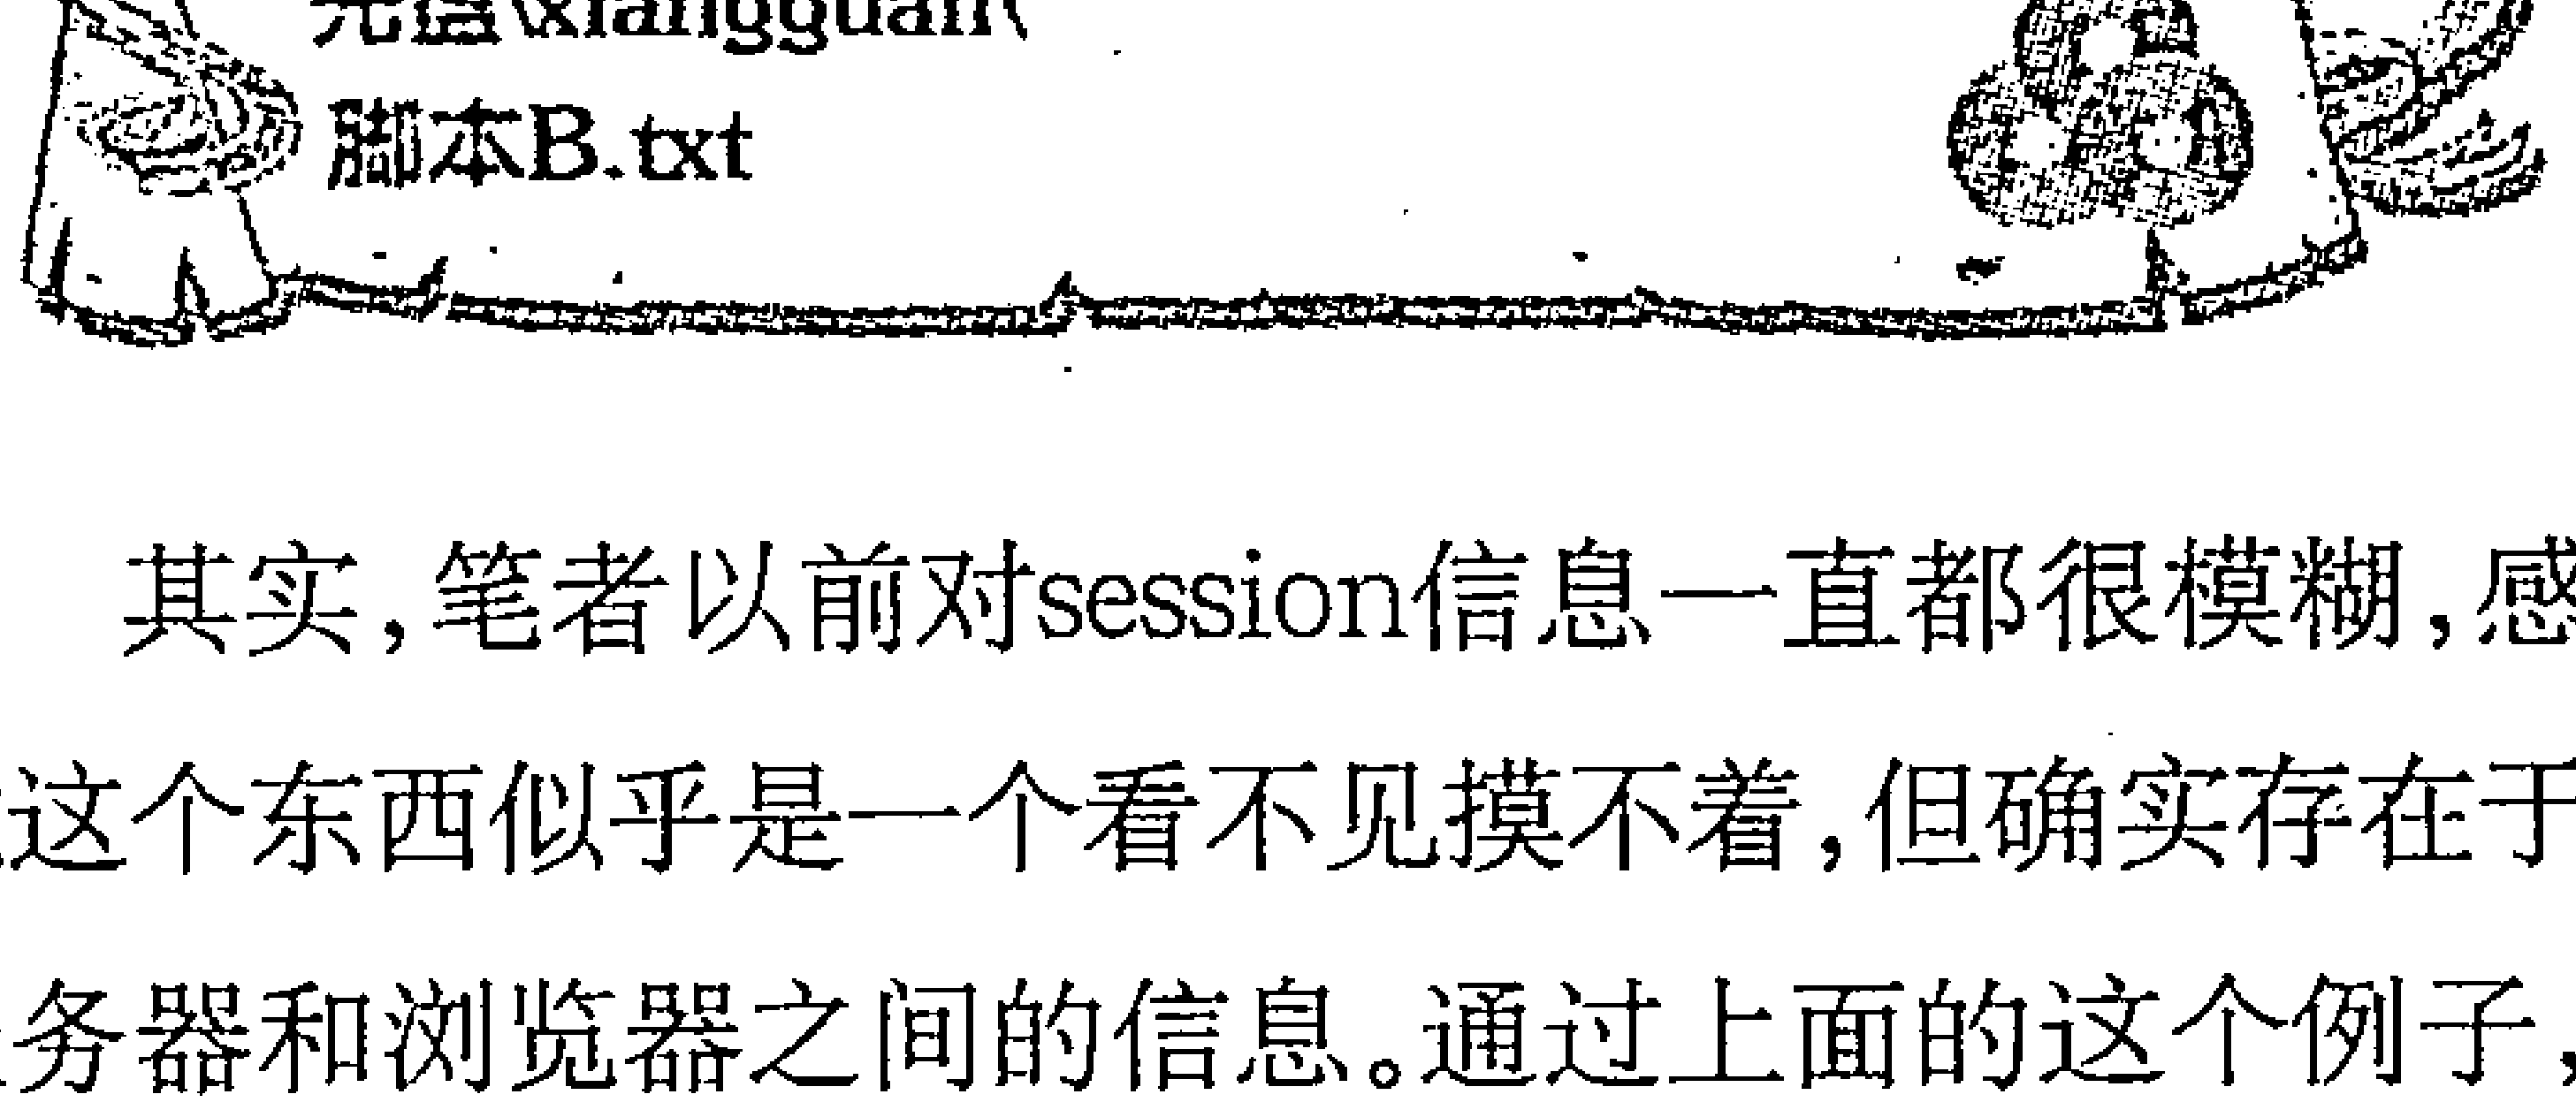 光盘\xiangguan\
脚本B.txt
其实,笔者以前对session信息一直都很模糊,感
这个东西似乎是一个看不见摸不着,但确实存在于
务器和浏览器之间的信息。通过上面的这个例子,